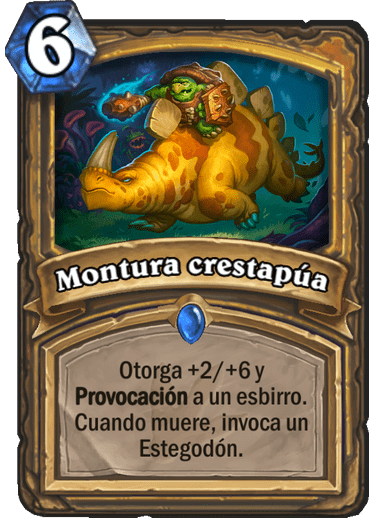 6
Montura crestapúa
Otorga +2/+6 y
Provocación a un esbirro.
Cuando muere, invoca un
Estegodón.